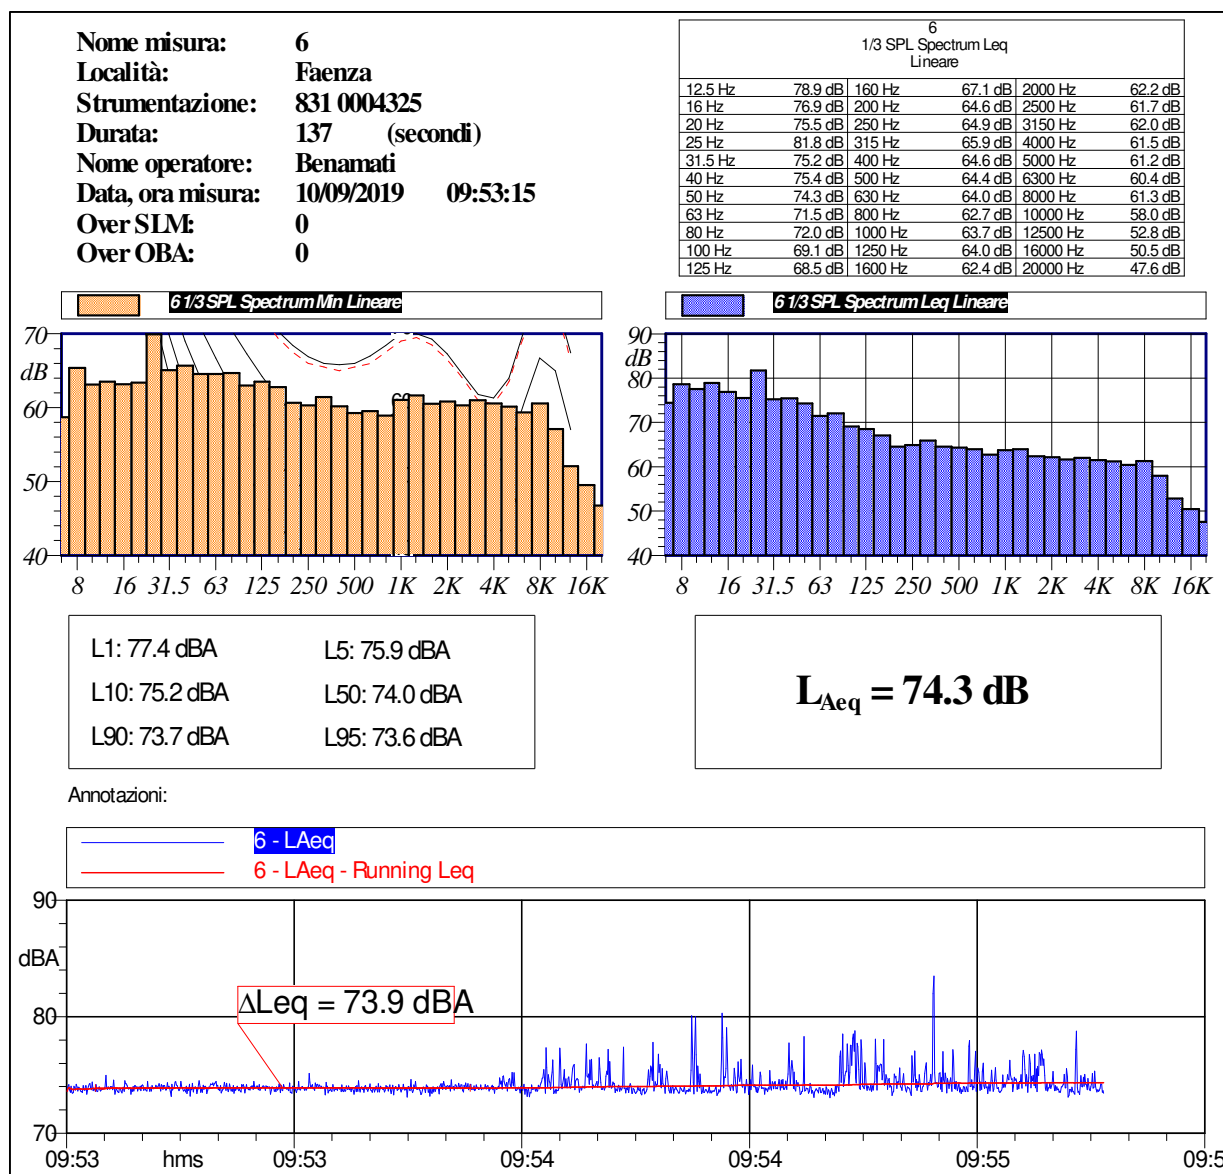 Nome misura: 6
Località: Faenza
Strumentazione: 831 0004325
Durata: 137 (secondi)
Nome operatore: Benamati
Data, ora misura: 10/09/2019 09:53:15
Over SLM: 0
Over OBA: 0
6
1/3 SPL Spectrum Leq
Lineare
12.5 Hz 78.9 dB 160 Hz 67.1 dB 2000 Hz 62.2 dB
16 Hz 76.9 dB 200 Hz 64.6 dB 2500 Hz 61.7 dB
20 Hz 75.5 dB 250 Hz 64.9 dB 3150 Hz 62.0 dB
25 Hz 81.8 dB 315 Hz 65.9 dB 4000 Hz 61.5 dB
31.5 Hz 75.2 dB 400 Hz 64.6 dB 5000 Hz 61.2 dB
40 Hz 75.4 dB 500 Hz 64.4 dB 6300 Hz 60.4 dB
50 Hz 74.3 dB 630 Hz 64.0 dB 8000 Hz 61.3 dB
63 Hz 71.5 dB 800 Hz 62.7 dB 10000 Hz 58.0 dB
80 Hz 72.0 dB 1000 Hz 63.7 dB 12500 Hz 52.8 dB
100 Hz 69.1 dB 1250 Hz 64.0 dB 16000 Hz 50.5 dB
125 Hz 68.5 dB 1600 Hz 62.4 dB 20000 Hz 47.6 dB
6 1/3 SPL Spectrum Min Lineare
70
dB
60
50
40
8 16 31.5 63 125 250 500 1K 2K 4K 8K 16K
6 1/3 SPL Spectrum Leq Lineare
90
dB
80
70
60
50
40
8 16 31.5 63 125 250 500 1K 2K 4K 8K 16K
L1: 77.4 dBA L5: 75.9 dBA
L10: 75.2 dBA L50: 74.0 dBA
L90: 73.7 dBA L95: 73.6 dBA
LAeq = 74.3 dB
Annotazioni:
6 - LAeq
6 - LAeq - Running Leq
90
dBA
80
70
ΔLeq = 73.9 dBA
09:53 hms 09:53 09:54 09:54 09:55